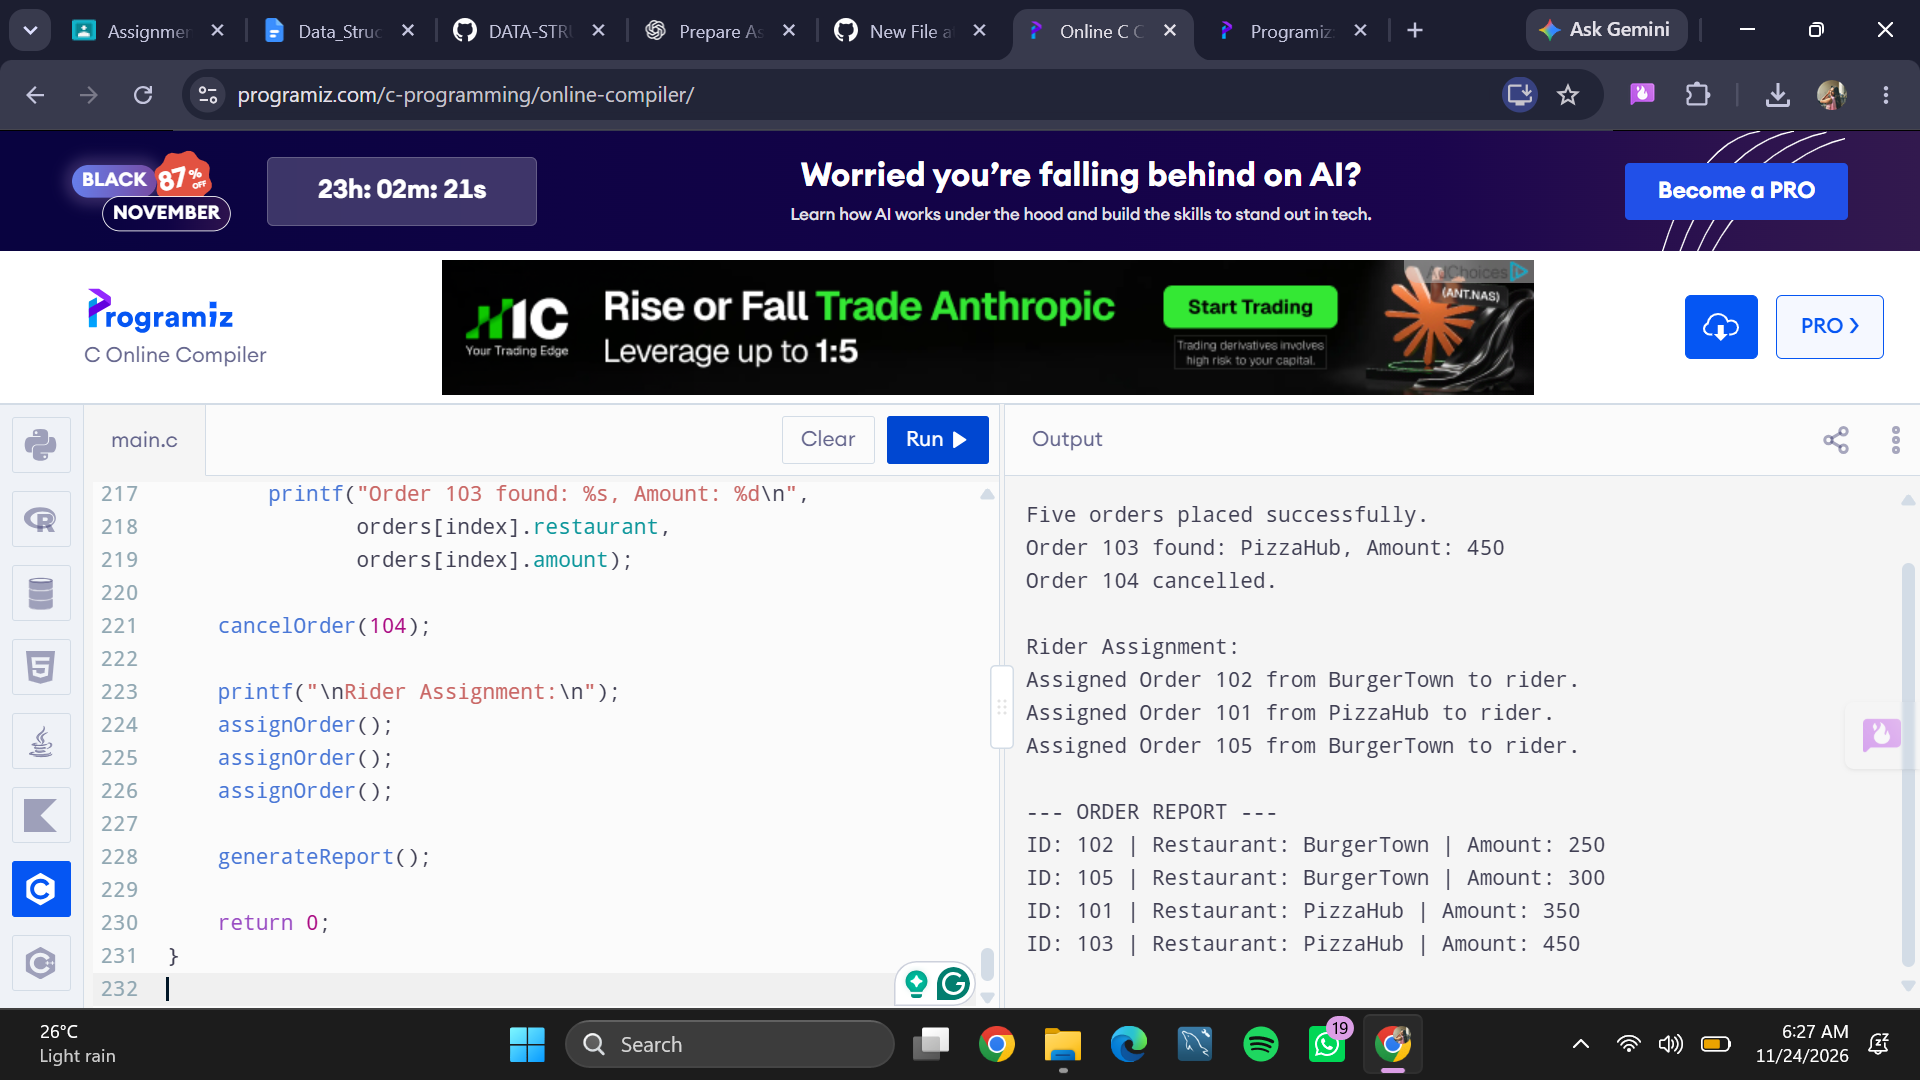 Assignmen
Data_Struc
DATA-STRU
Prepare As
New File a
Online C C
Programiz
Ask Gemini
programiz.com/c-programming/online-compiler/
BLACK
87% OFF
NOVEMBER
23h: 02m: 21s
Worried you're falling behind on AI?
Learn how AI works under the hood and build the skills to stand out in tech.
Become a PRO
Programiz
C Online Compiler
HC
Your Trading Edge
Rise or Fall Trade Anthropic
Leverage up to 1:5
Start Trading
Trading derivatives involves
high risk to your capital.
AdChoices
(ANT.NAS)
PRO
main.c
Clear
Run
Output
217 printf("Order 103 found: %s, Amount: %d\n",
218 orders[index].restaurant,
219 orders[index].amount);
220
221 cancelOrder(104);
222
223 printf("\nRider Assignment:\n");
224 assignOrder();
225 assignOrder();
226 assignOrder();
227
228 generateReport();
229
230 return 0;
231 }
232
Five orders placed successfully.
Order 103 found: PizzaHub, Amount: 450
Order 104 cancelled.
Rider Assignment:
Assigned Order 102 from BurgerTown to rider.
Assigned Order 101 from PizzaHub to rider.
Assigned Order 105 from BurgerTown to rider.
--- ORDER REPORT ---
ID: 102 | Restaurant: BurgerTown | Amount: 250
ID: 105 | Restaurant: BurgerTown | Amount: 300
ID: 101 | Restaurant: PizzaHub | Amount: 350
ID: 103 | Restaurant: PizzaHub | Amount: 450
26°C
Light rain
Search
19
6:27 AM
11/24/2026